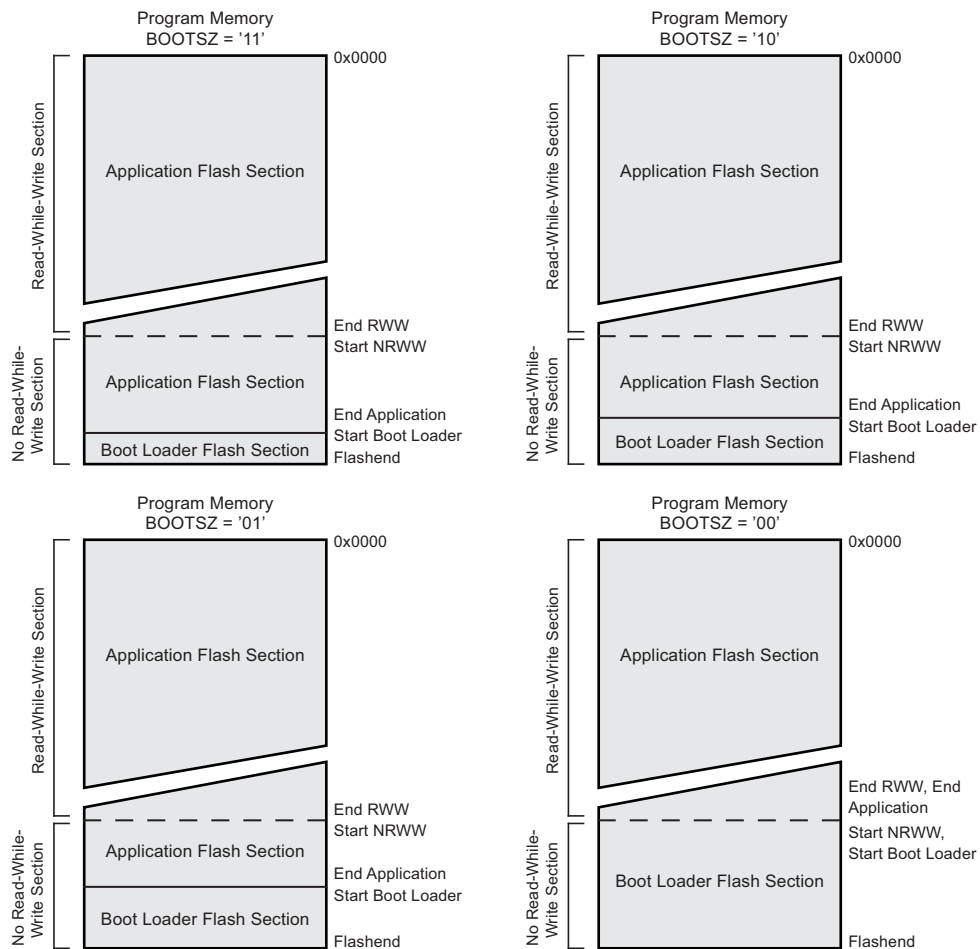 Program Memory
BOOTSZ = '11'
0x0000
Read-While-Write Section
Application Flash Section
End RWW
Start NRWW
No Read-While-
Write Section
Application Flash Section
End Application
Start Boot Loader
Boot Loader Flash Section
Flashend
Program Memory
BOOTSZ = '10'
0x0000
Read-While-Write Section
Application Flash Section
End RWW
Start NRWW
No Read-While-
Write Section
Application Flash Section
End Application
Start Boot Loader
Boot Loader Flash Section
Flashend
Program Memory
BOOTSZ = '01'
0x0000
Read-While-Write Section
Application Flash Section
End RWW
Start NRWW
No Read-While-
Write Section
Application Flash Section
End Application
Start Boot Loader
Boot Loader Flash Section
Flashend
Program Memory
BOOTSZ = '00'
0x0000
Read-While-Write Section
Application Flash Section
End RWW, End
Application
Start NRWW,
Start Boot Loader
No Read-While-
Write Section
Boot Loader Flash Section
Flashend